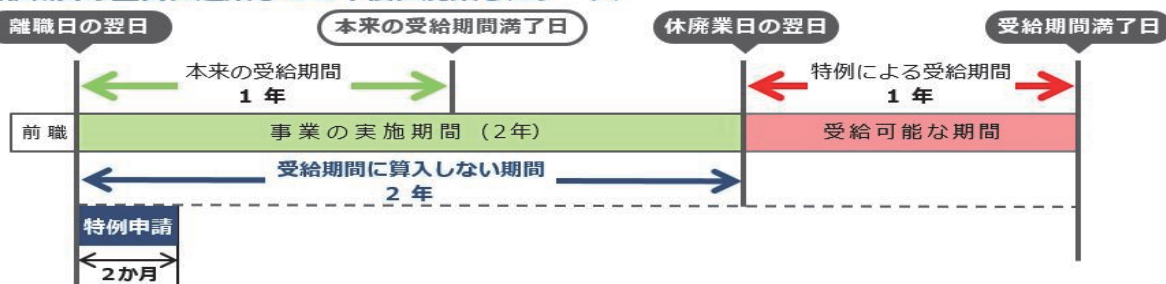 離職日の翌日
本来の受給期間満了日
休廃業日の翌日
受給期間満了日
本来の受給期間
1 年
特例による受給期間
1 年
前職
事業の実施期間（2年）
受給可能な期間
受給期間に算入しない期間
2 年
特例申請
2か月